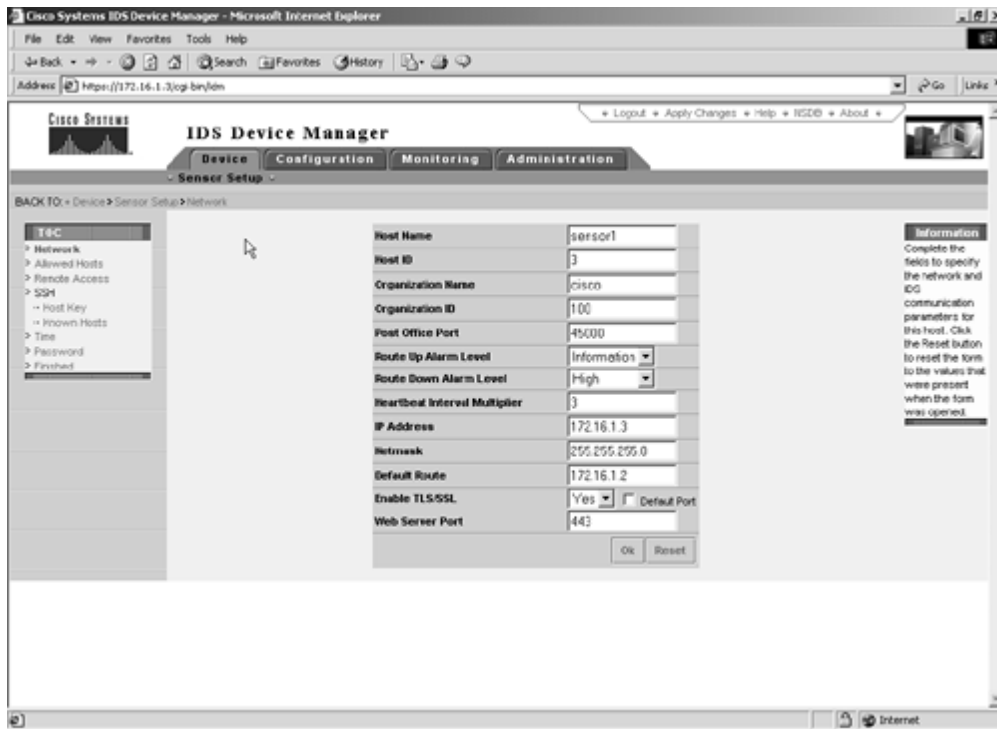 Cisco Systems IDS Device Manager - Microsoft Internet Explorer
File Edit View Favorites Tools Help
Back Search Favorites History
Address https://172.16.1.3/cgi-bin/idm Go Links
CISCO SYSTEMS
+ Logout + Apply Changes + Help + NSDB + About +
IDS Device Manager
Device Configuration Monitoring Administration
Sensor Setup
BACK TO: Device > Sensor Setup > Network
TOC
> Network
> Allowed Hosts
> Remote Access
> SSH
-- Host Key
-- Known Hosts
> Time
> Password
> Finished
Host Name sensor1
Host ID 3
Organization Name cisco
Organization ID 100
Post Office Port 45000
Route Up Alarm Level Information
Route Down Alarm Level High
Heartbeat Interval Multiplier 3
IP Address 172.16.1.3
Netmask 255.255.255.0
Default Route 172.16.1.2
Enable TLS/SSL Yes Default Port
Web Server Port 443
Ok Reset
Information
Complete the
fields to specify
the network and
IDS
communication
parameters for
this host. Click
the Reset button
to reset the form
to the values that
were present
when the form
was opened.
Internet